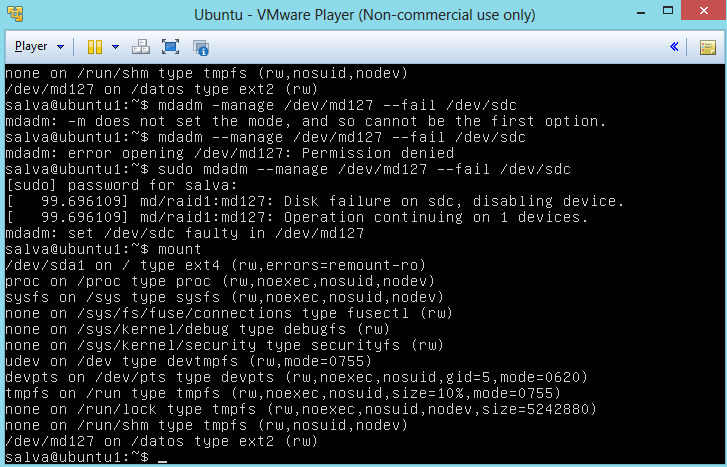 Ubuntu - VMware Player (Non-commercial use only)
Player
none on /run/shm type tmpfs (rw,nosuid,nodev)
/dev/md127 on /datos type ext2 (rw)
salva@ubuntu1:~$ mdadm -manage /dev/md127 --fail /dev/sdc
mdadm: -m does not set the mode, and so cannot be the first option.
salva@ubuntu1:~$ mdadm --manage /dev/md127 --fail /dev/sdc
mdadm: error opening /dev/md127: Permission denied
salva@ubuntu1:~$ sudo mdadm --manage /dev/md127 --fail /dev/sdc
[sudo] password for salva:
[   99.696109] md/raid1:md127: Disk failure on sdc, disabling device.
[   99.696109] md/raid1:md127: Operation continuing on 1 devices.
mdadm: set /dev/sdc faulty in /dev/md127
salva@ubuntu1:~$ mount
/dev/sda1 on / type ext4 (rw,errors=remount-ro)
proc on /proc type proc (rw,noexec,nosuid,nodev)
sysfs on /sys type sysfs (rw,noexec,nosuid,nodev)
none on /sys/fs/fuse/connections type fusectl (rw)
none on /sys/kernel/debug type debugfs (rw)
none on /sys/kernel/security type securityfs (rw)
udev on /dev type devtmpfs (rw,mode=0755)
devpts on /dev/pts type devpts (rw,noexec,nosuid,gid=5,mode=0620)
tmpfs on /run type tmpfs (rw,noexec,nosuid,size=10%,mode=0755)
none on /run/lock type tmpfs (rw,noexec,nosuid,nodev,size=5242880)
none on /run/shm type tmpfs (rw,nosuid,nodev)
/dev/md127 on /datos type ext2 (rw)
salva@ubuntu1:~$ _